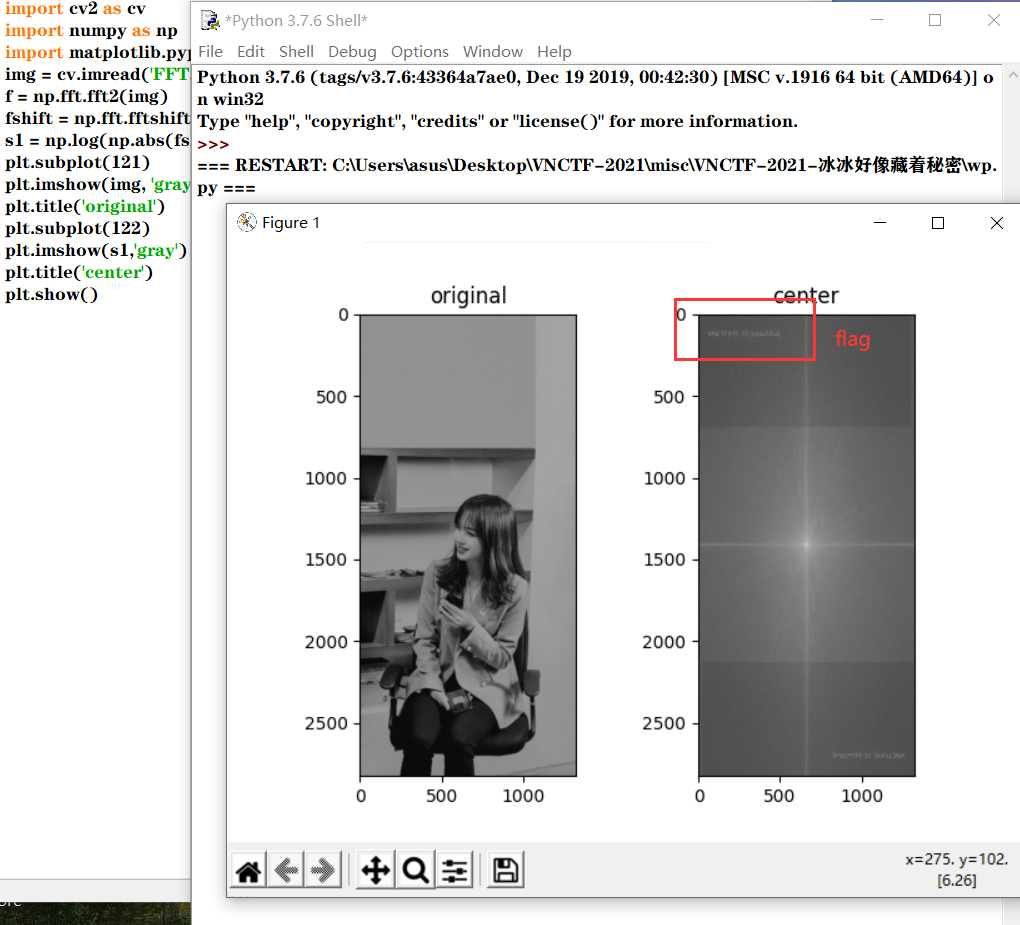 import cv2 as cv
import numpy as np
import matplotlib.pyp
img = cv.imread('FFT
f = np.fft.fft2(img)
fshift = np.fft.fftshift
s1 = np.log(np.abs(fs
plt.subplot(121)
plt.imshow(img, 'gray
plt.title('original')
plt.subplot(122)
plt.imshow(s1,'gray')
plt.title('center')
plt.show()
*Python 3.7.6 Shell*
File Edit Shell Debug Options Window Help
Python 3.7.6 (tags/v3.7.6:43364a7ae0, Dec 19 2019, 00:42:30) [MSC v.1916 64 bit (AMD64)] o
n win32
Type "help", "copyright", "credits" or "license()" for more information.
>>>
=== RESTART: C:\Users\asus\Desktop\VNCTF-2021\misc\VNCTF-2021-冰冰好像藏着秘密\wp.
py ===
Figure 1
original
0
500
1000
1500
2000
2500
0 500 1000
center
flag
0
500
1000
1500
2000
2500
0 500 1000
x=275. y=102.
[6.26]